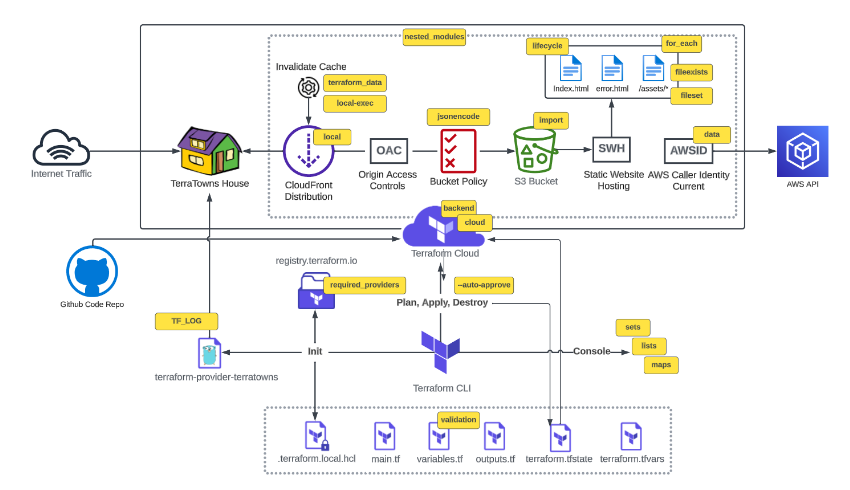 nested_modules
lifecycle
for_each
Index.html
error.html
/assets/*
fileexists
fileset
Invalidate Cache
terraform_data
local-exec
jsonencode
import
data
local
OAC
SWH
AWSID
Internet Traffic
TerraTowns House
CloudFront
Distribution
Origin Access
Controls
Bucket Policy
S3 Bucket
Static Website
Hosting
AWS Caller Identity
Current
AWS API
backend
cloud
Terraform Cloud
Github Code Repo
registry.terraform.io
required_providers
--auto-approve
Plan, Apply, Destroy
TF_LOG
sets
lists
maps
Init
Console
terraform-provider-terratowns
Terraform CLI
validation
.terraform.local.hcl
main.tf
variables.tf
outputs.tf
terraform.tfstate
terraform.tfvars